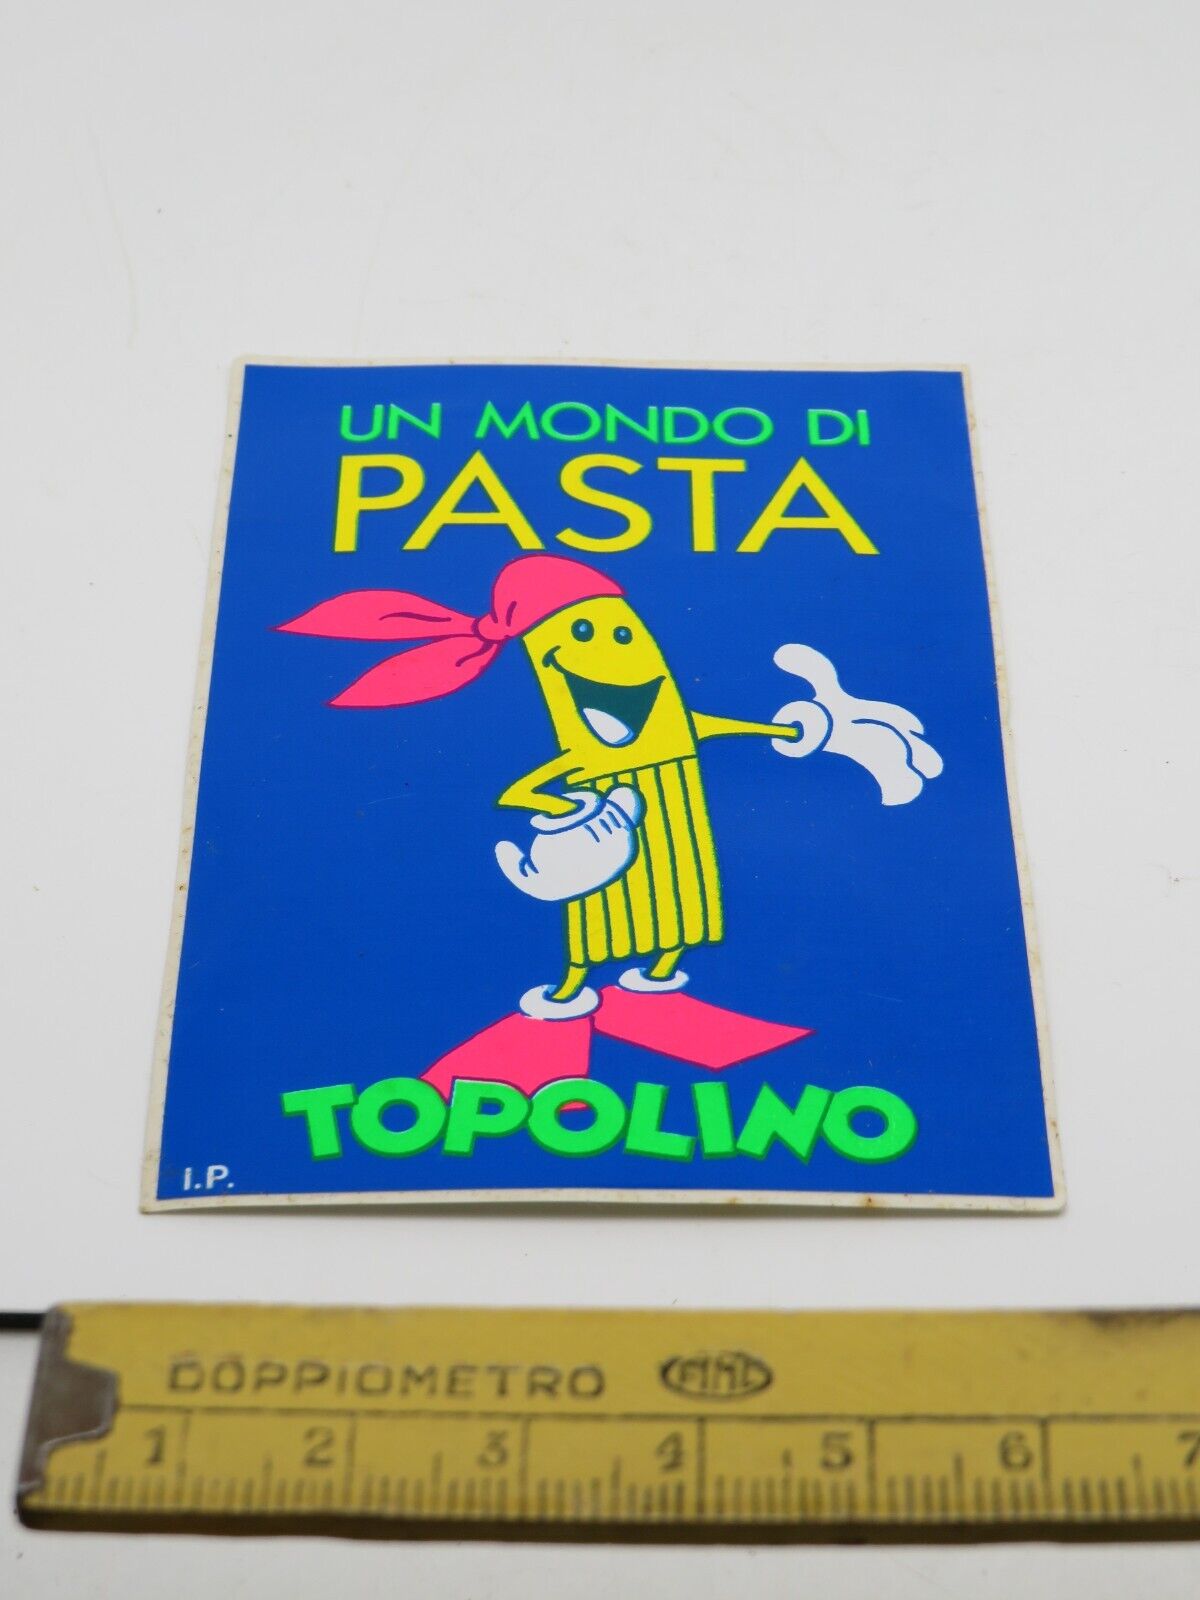 UN MONDO DI
PASTA
TOPOLINO
I.P.
DOPPIOMETRO
1 2 3 4 5 6 7